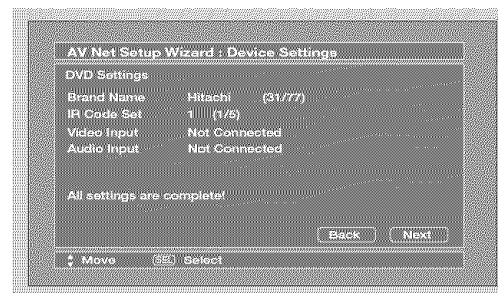 AV Net Setup Wizard : Device Settings
DVD Settings
Brand Name Hitachi (31/77)
IR Code Set 1 (1/5)
Video Input Not Connected
Audio Input Not Connected
All settings are complete!
Back Next
Move SEL Select